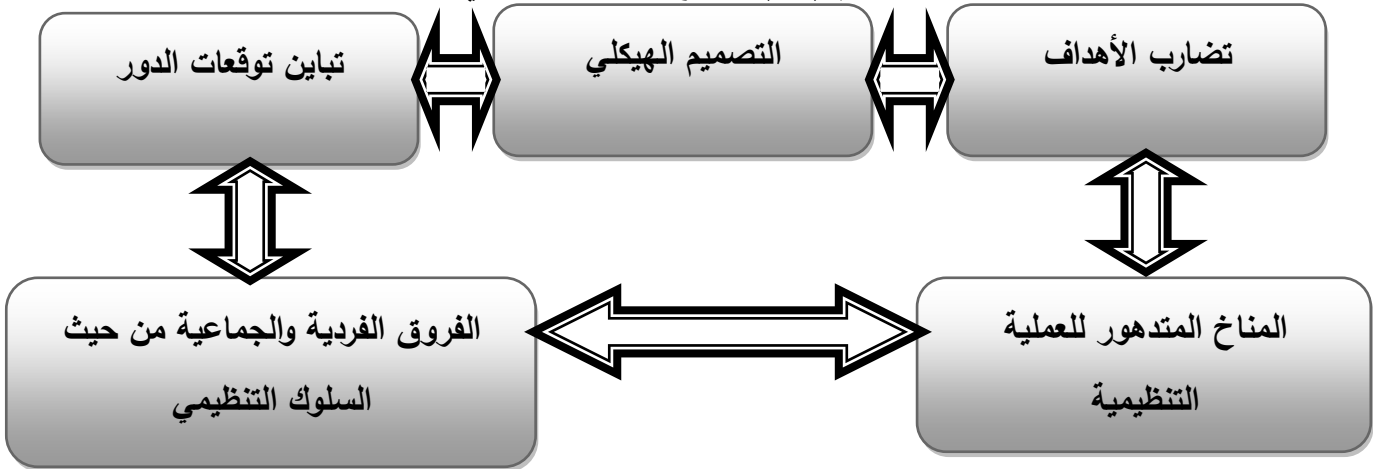 تضارب الأهداف
التصميم الهيكلي
تباين توقعات الدور
المناخ المتدهور للعملية
التنظيمية
الفروق الفردية والجماعية من حيث
السلوك التنظيمي